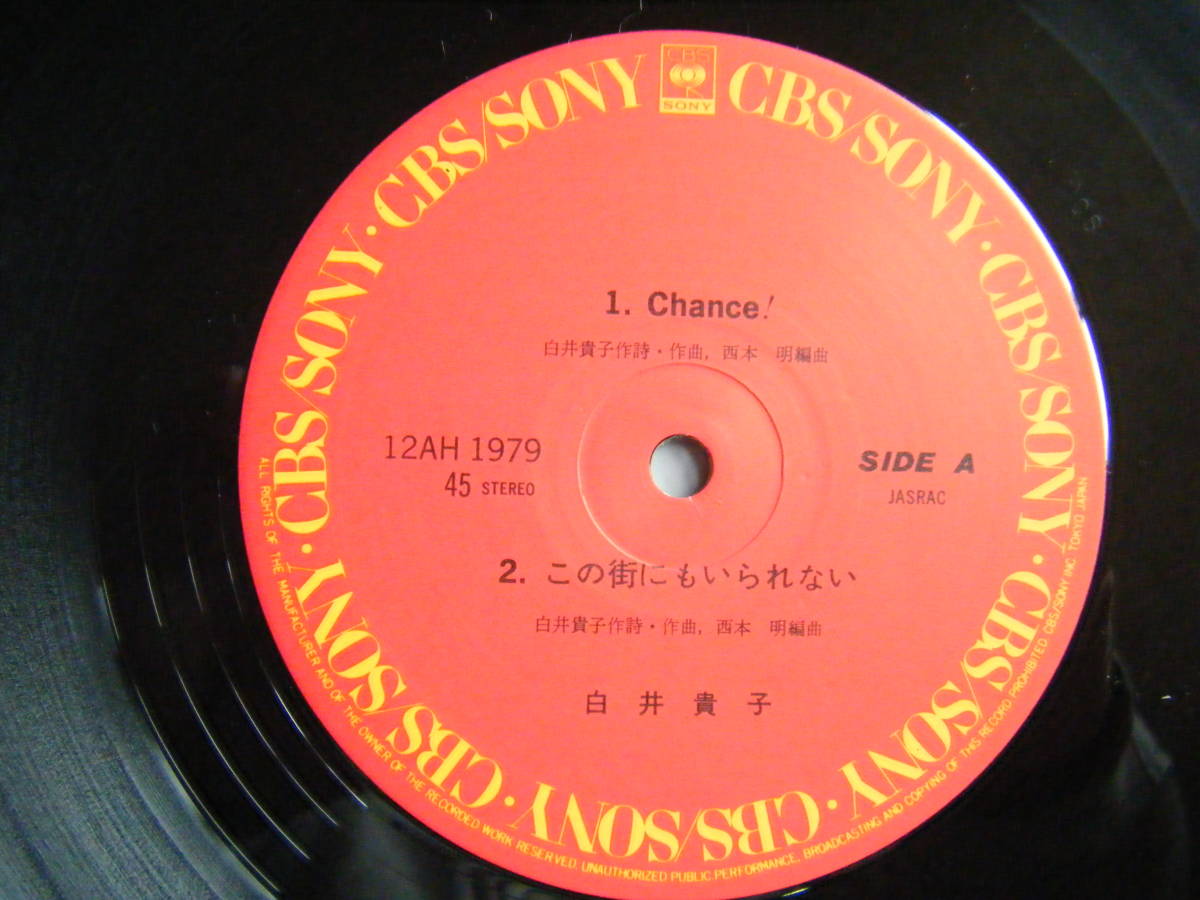 CBS
SONY
CBS/SONY · CBS/SONY · CBS/SONY · CBS/SONY · CBS/SONY · CBS/SONY · CBS/SONY · CBS/SONY · CBS/SONY
1. Chance!
白井貴子作詩・作曲, 西本 明編曲
12AH 1979
45 STEREO
SIDE A
JASRAC
2. この街にもいられない
白井貴子作詩・作曲, 西本 明編曲
白井貴子
ALL RIGHTS OF THE MANUFACTURER AND OF THE OWNER OF THE RECORDED WORK RESERVED. UNAUTHORIZED PUBLIC PERFORMANCE, BROADCASTING AND COPYING OF THIS RECORD PROHIBITED CBS/SONY INC. TOKYO JAPAN